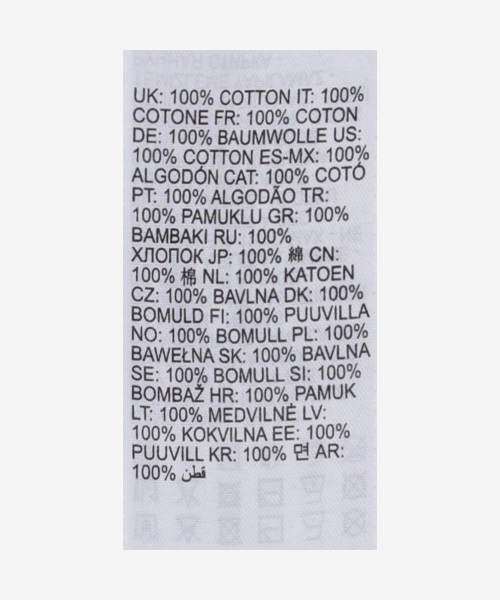 UK: 100% COTTON IT: 100%
COTONE FR: 100% COTON
DE: 100% BAUMWOLLE US:
100% COTTON ES-MX: 100%
ALGODÓN CAT: 100% COTÓ
PT: 100% ALGODÃO TR:
100% PAMUKLU GR: 100%
BAMBAKI RU: 100%
ХЛОПОК JP: 100% 綿 CN:
100% 棉 NL: 100% KATOEN
CZ: 100% BAVLNA DK: 100%
BOMULD FI: 100% PUUVILLA
NO: 100% BOMULL PL: 100%
BAWEŁNA SK: 100% BAVLNA
SE: 100% BOMULL SI: 100%
BOMBAŽ HR: 100% PAMUK
LT: 100% MEDVILNĖ LV:
100% KOKVILNA EE: 100%
PUUVILL KR: 100% 면 AR:
100% قطن